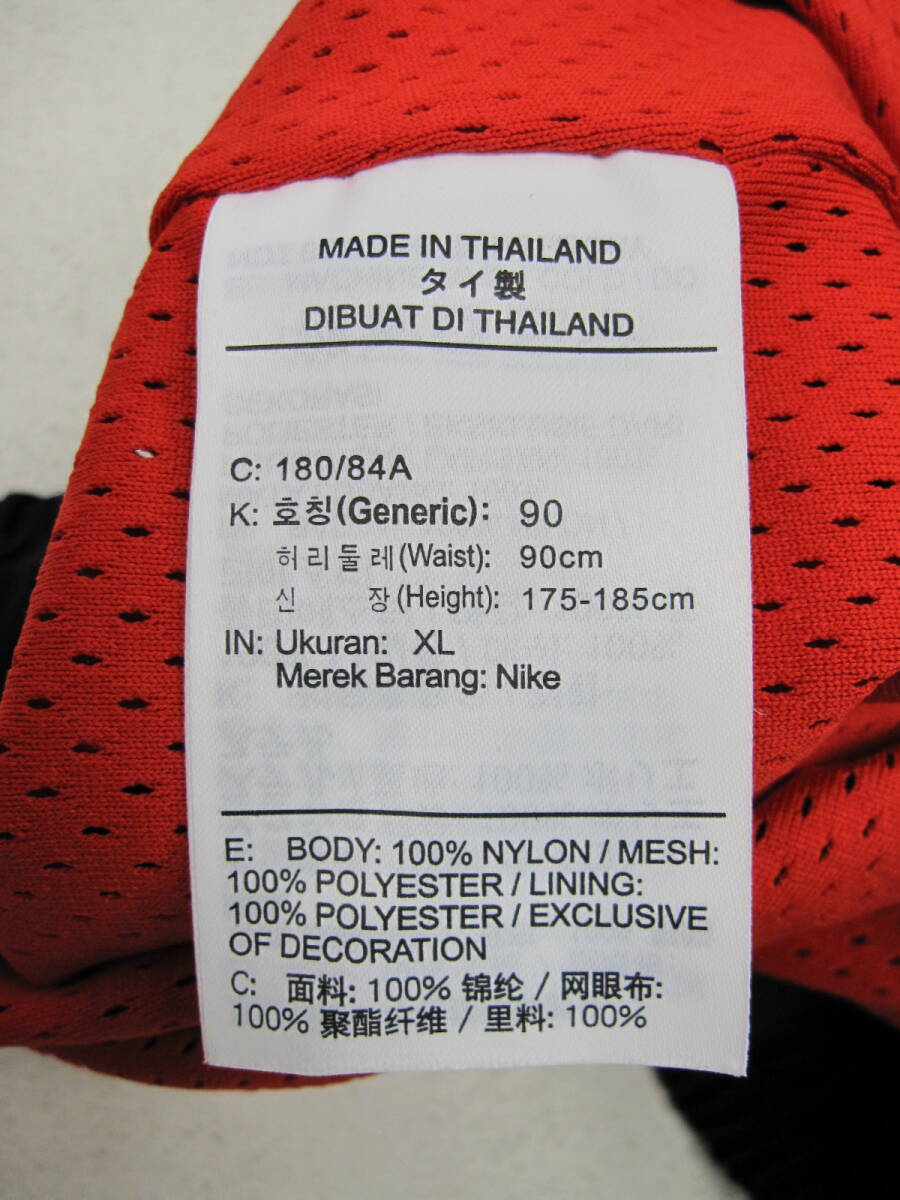 MADE IN THAILAND
タイ製
DIBUAT DI THAILAND
C: 180/84A
K: 호칭(Generic): 90
허리둘레(Waist): 90cm
신 장(Height): 175-185cm
IN: Ukuran: XL
Merek Barang: Nike
E: BODY: 100% NYLON / MESH:
100% POLYESTER / LINING:
100% POLYESTER / EXCLUSIVE
OF DECORATION
C: 面料: 100% 锦纶 / 网眼布:
100% 聚酯纤维 / 里料: 100%